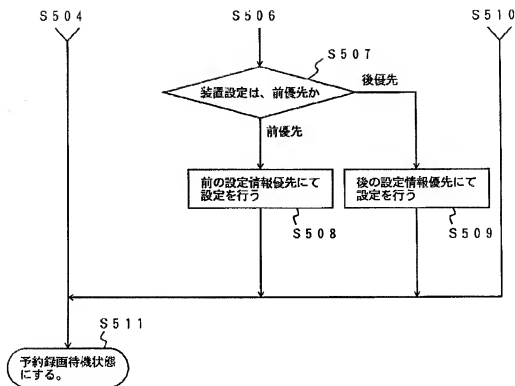 S504
S506
S510
S507
装置設定は、前優先か
後優先
前優先
前の設定情報優先にて
設定を行う
後の設定情報優先にて
設定を行う
S508
S509
S511
予約録画待機状態
にする。